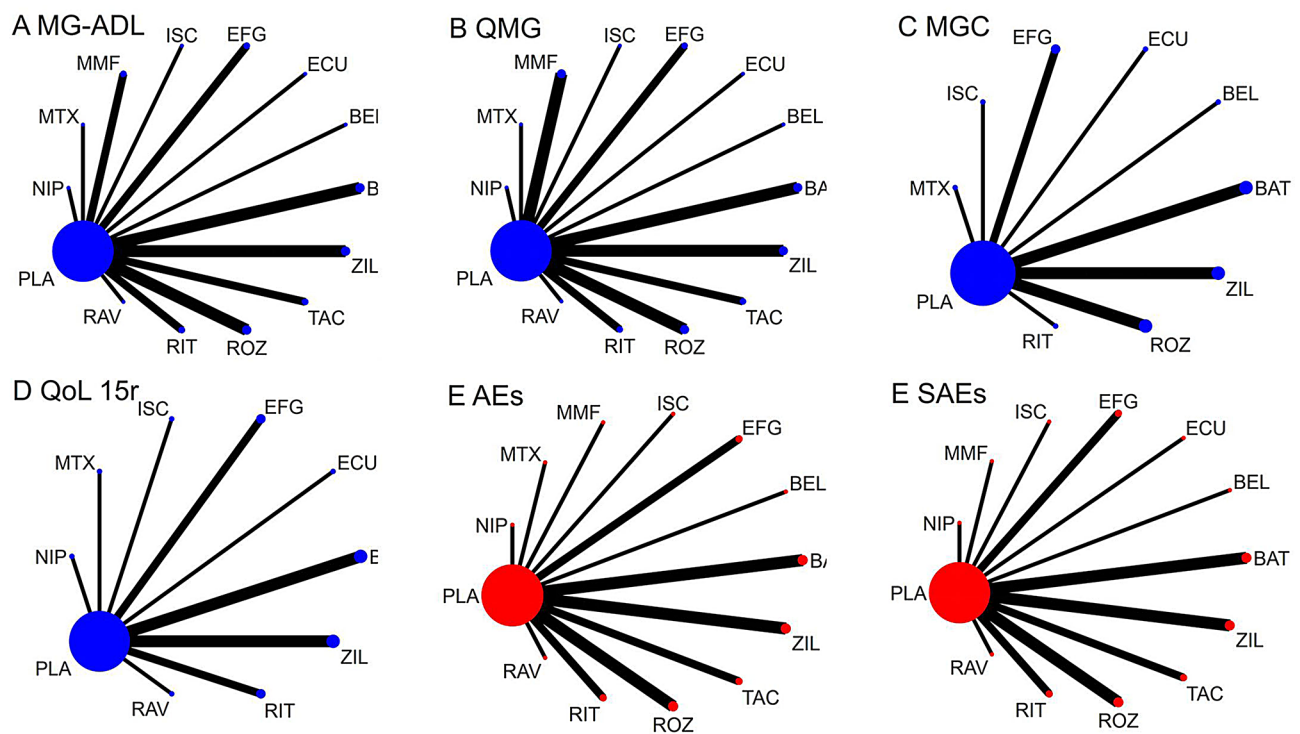 A MG-ADL
ISC
EFG
MMF
ECU
MTX
BEI
NIP
B
PLA
ZIL
RAV
TAC
RIT
ROZ
B QMG
ISC
EFG
MMF
ECU
MTX
BEL
NIP
BA
PLA
ZIL
RAV
TAC
RIT
ROZ
C MGC
EFG
ECU
ISC
BEL
MTX
BAT
PLA
ZIL
RIT
ROZ
D QoL 15r
ISC
EFG
MTX
ECU
NIP
E
PLA
ZIL
RAV
RIT
E AEs
MMF
ISC
EFG
MTX
BEL
NIP
BA
PLA
ZIL
RAV
TAC
RIT
ROZ
E SAEs
ISC
EFG
ECU
MMF
BEL
NIP
BAT
PLA
ZIL
RAV
TAC
RIT
ROZ